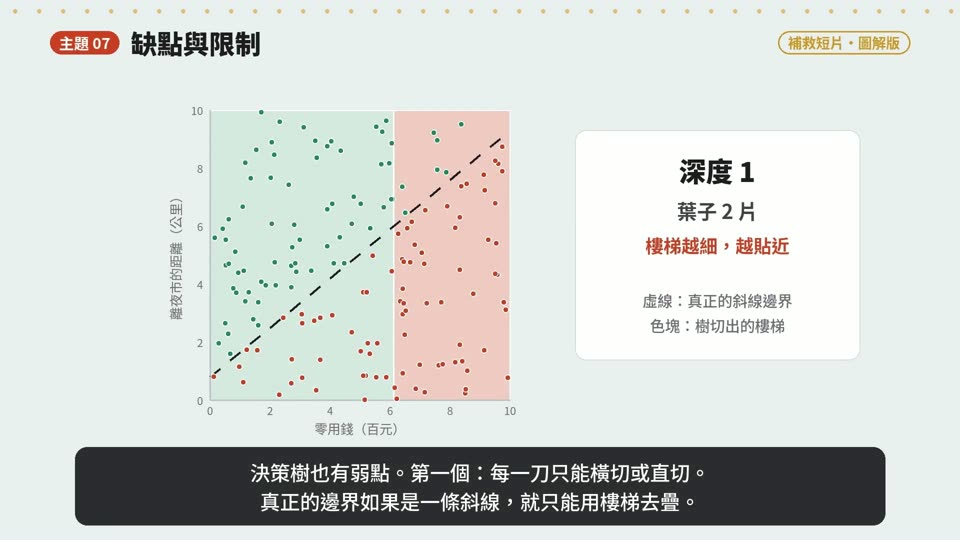 主題 07
缺點與限制
補救短片・圖解版
10
8
6
4
2
0
離夜市的距離（公里）
0
2
4
6
8
10
零用錢（百元）
深度 1
葉子 2 片
樓梯越細，越貼近
虛線：真正的斜線邊界
色塊：樹切出的樓梯
決策樹也有弱點。第一個：每一刀只能橫切或直切。
真正的邊界如果是一條斜線，就只能用樓梯去疊。